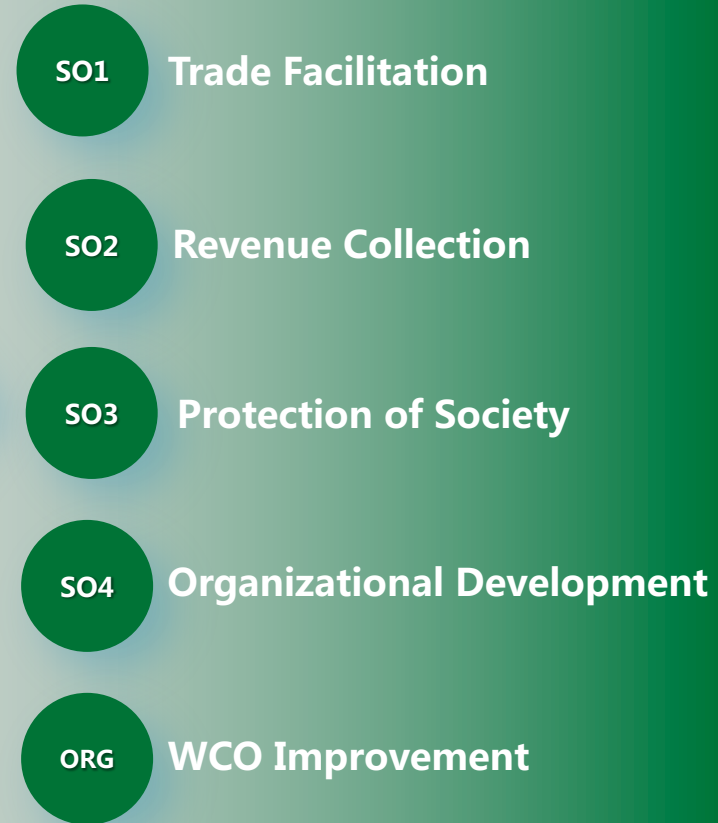 SO1 Trade Facilitation
SO2 Revenue Collection
SO3 Protection of Society
SO4 Organizational Development
ORG WCO Improvement